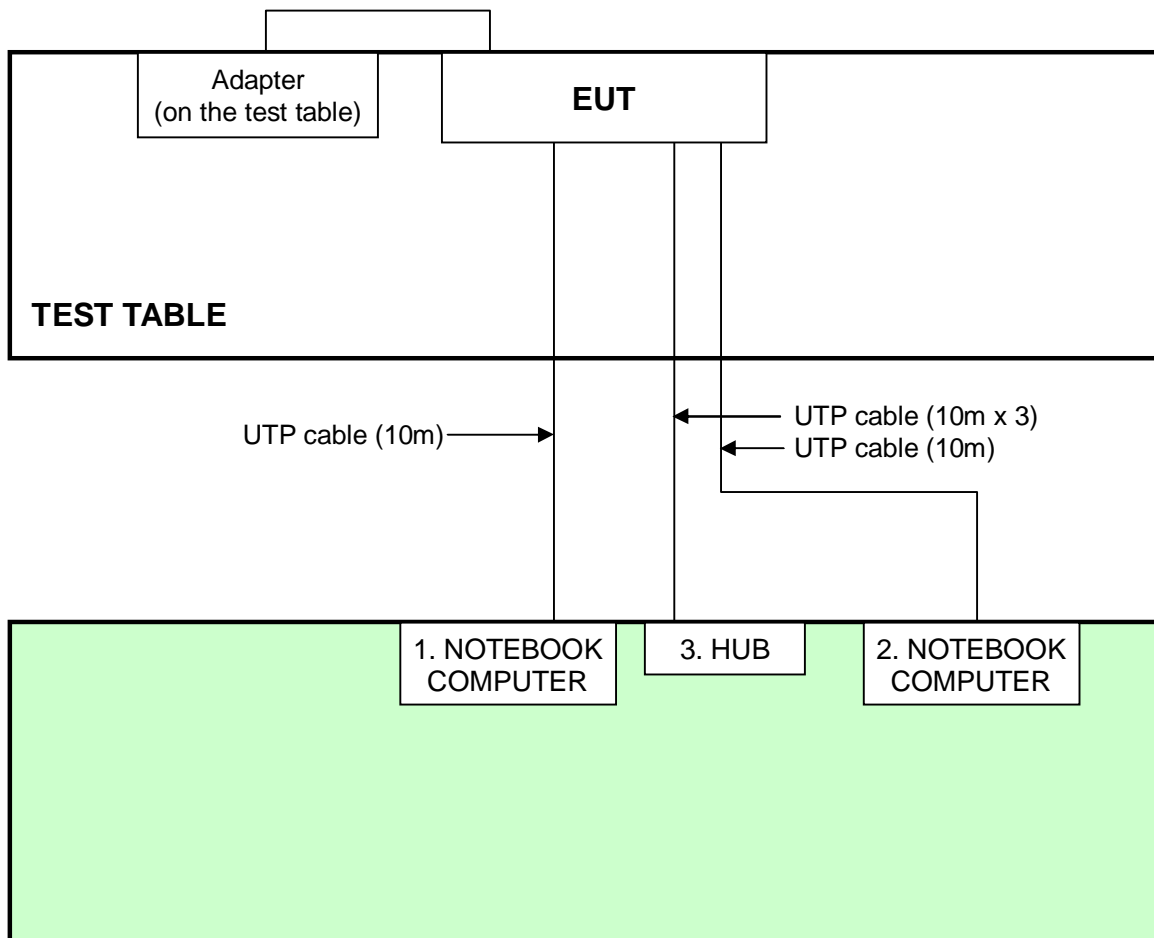 Adapter
(on the test table)
EUT
TEST TABLE
UTP cable (10m)
UTP cable (10m x 3)
UTP cable (10m)
1. NOTEBOOK
COMPUTER
3. HUB
2. NOTEBOOK
COMPUTER